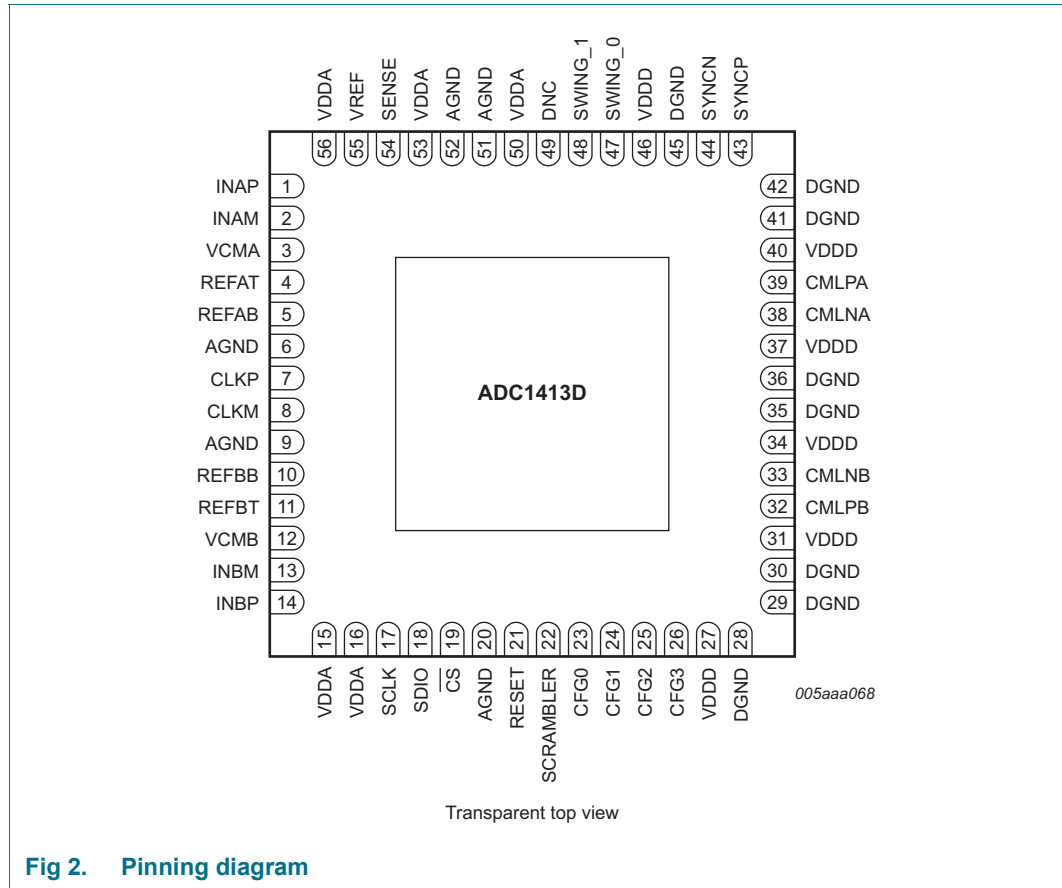 VDDA VREF SENSE VDDA AGND AGND VDDA DNC SWING_1 SWING_0 VDDD DGND SYNCN SYNCP
56 55 54 53 52 51 50 49 48 47 46 45 44 43
INAP 1 42 DGND
INAM 2 41 DGND
VCMA 3 40 VDDD
REFAT 4 39 CMLPA
REFAB 5 38 CMLNA
AGND 6 37 VDDD
CLKP 7 36 DGND
ADC1413D
CLKM 8 35 DGND
AGND 9 34 VDDD
REFBB 10 33 CMLNB
REFBT 11 32 CMLPB
VCMB 12 31 VDDD
INBM 13 30 DGND
INBP 14 29 DGND
15 16 17 18 19 20 21 22 23 24 25 26 27 28
VDDA VDDA SCLK SDIO CS AGND RESET SCRAMBLER CFG0 CFG1 CFG2 CFG3 VDDD DGND
005aaa068
Transparent top view
Fig 2. Pinning diagram